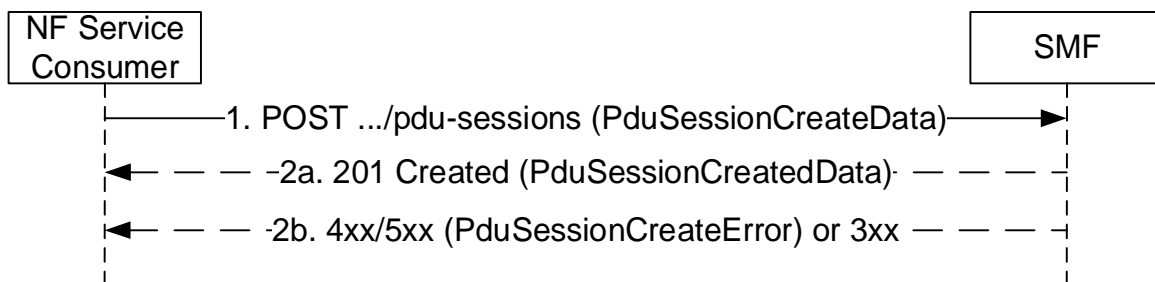 NF Service
Consumer
SMF
1. POST .../pdu-sessions (PduSessionCreateData)
2a. 201 Created (PduSessionCreatedData)
2b. 4xx/5xx (PduSessionCreateError) or 3xx